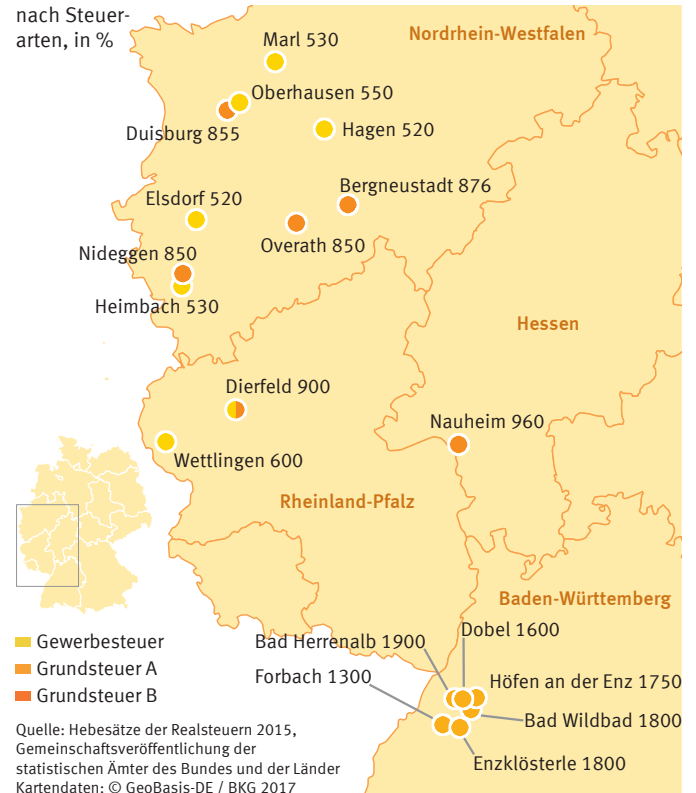 nach Steuer-
arten, in %
Marl 530
Nordrhein-Westfalen
Oberhausen 550
Duisburg 855
Hagen 520
Bergneustadt 876
Elsdorf 520
Overath 850
Nideggen 850
Heimbach 530
Hessen
Dierfeld 900
Nauheim 960
Wettlingen 600
Rheinland-Pfalz
Baden-Württemberg
Gewerbesteuer
Grundsteuer A
Grundsteuer B
Bad Herrenalb 1900
Dobel 1600
Forbach 1300
Höfen an der Enz 1750
Bad Wildbad 1800
Enzklösterle 1800
Quelle: Hebesätze der Realsteuern 2015,
Gemeinschaftsveröffentlichung der
statistischen Ämter des Bundes und der Länder
Kartendaten: © GeoBasis-DE / BKG 2017